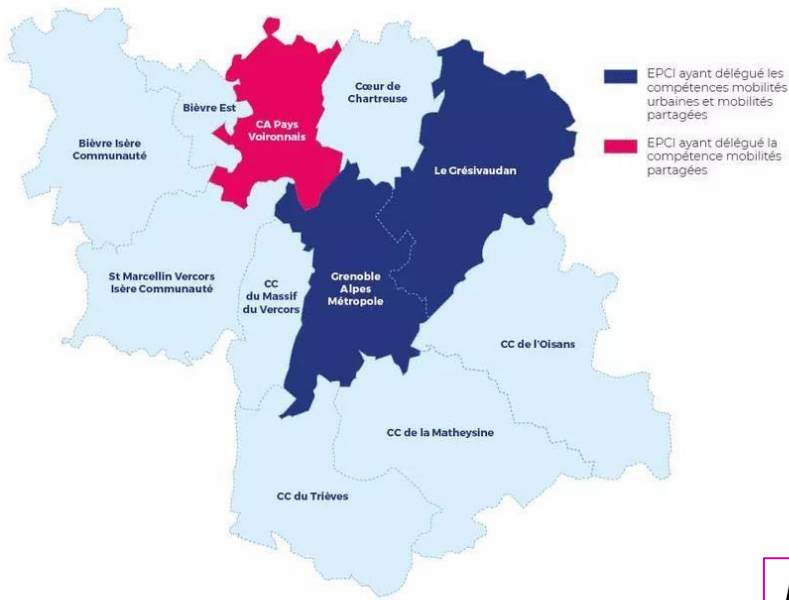 EPCI ayant délégué les
compétences mobilités
urbaines et mobilités
partagées
EPCI ayant délégué la
compétence mobilités
partagées
Cœur de
Chartreuse
Bièvre Est
CA Pays
Voironnais
Bièvre Isère
Communauté
Le Grésivaudan
St Marcellin Vercors
Isère Communauté
CC
du Massif
du Vercors
Grenoble
Alpes
Métropole
CC de l'Oisans
CC de la Matheysine
CC du Trièves